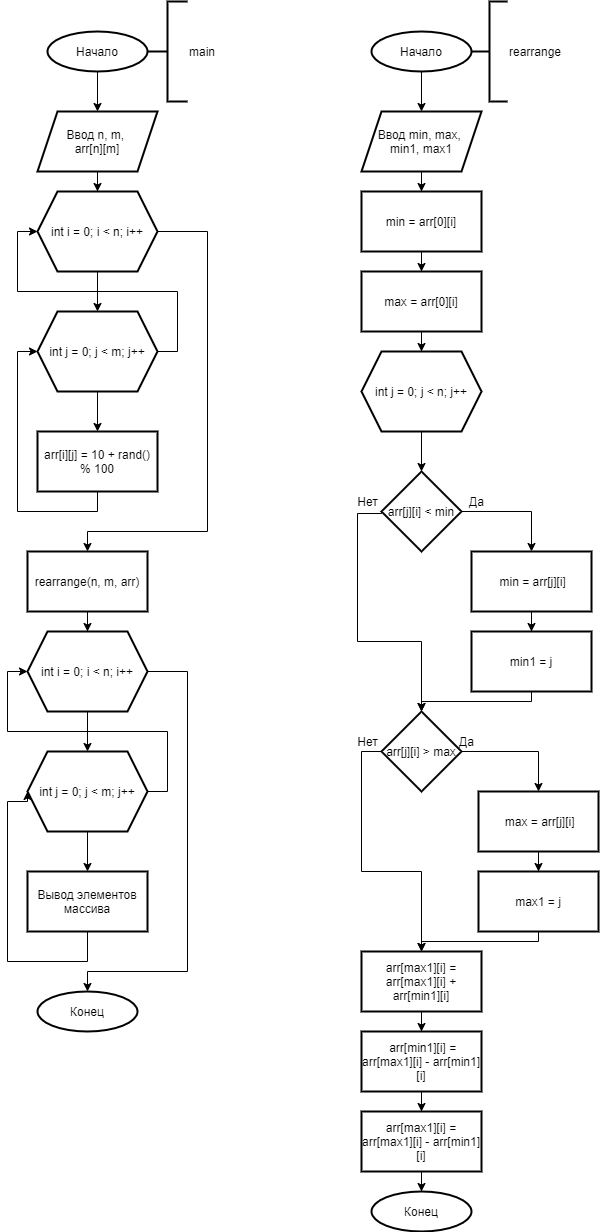 Начало
main
Ввод n, m,
arr[n][m]
int i = 0; i < n; i++
int j = 0; j < m; j++
arr[i][j] = 10 + rand()
% 100
rearrange(n, m, arr)
int i = 0; i < n; i++
int j = 0; j < m; j++
Вывод элементов
массива
Конец
Начало
rearrange
Ввод min, max,
min1, max1
min = arr[0][i]
max = arr[0][i]
int j = 0; j < n; j++
Нет
arr[j][i] < min
Да
min = arr[j][i]
min1 = j
Нет
arr[j][i] > max
Да
max = arr[j][i]
max1 = j
arr[max1][i] =
arr[max1][i] +
arr[min1][i]
arr[min1][i] =
arr[max1][i] - arr[min1]
[i]
arr[max1][i] =
arr[max1][i] - arr[min1]
[i]
Конец